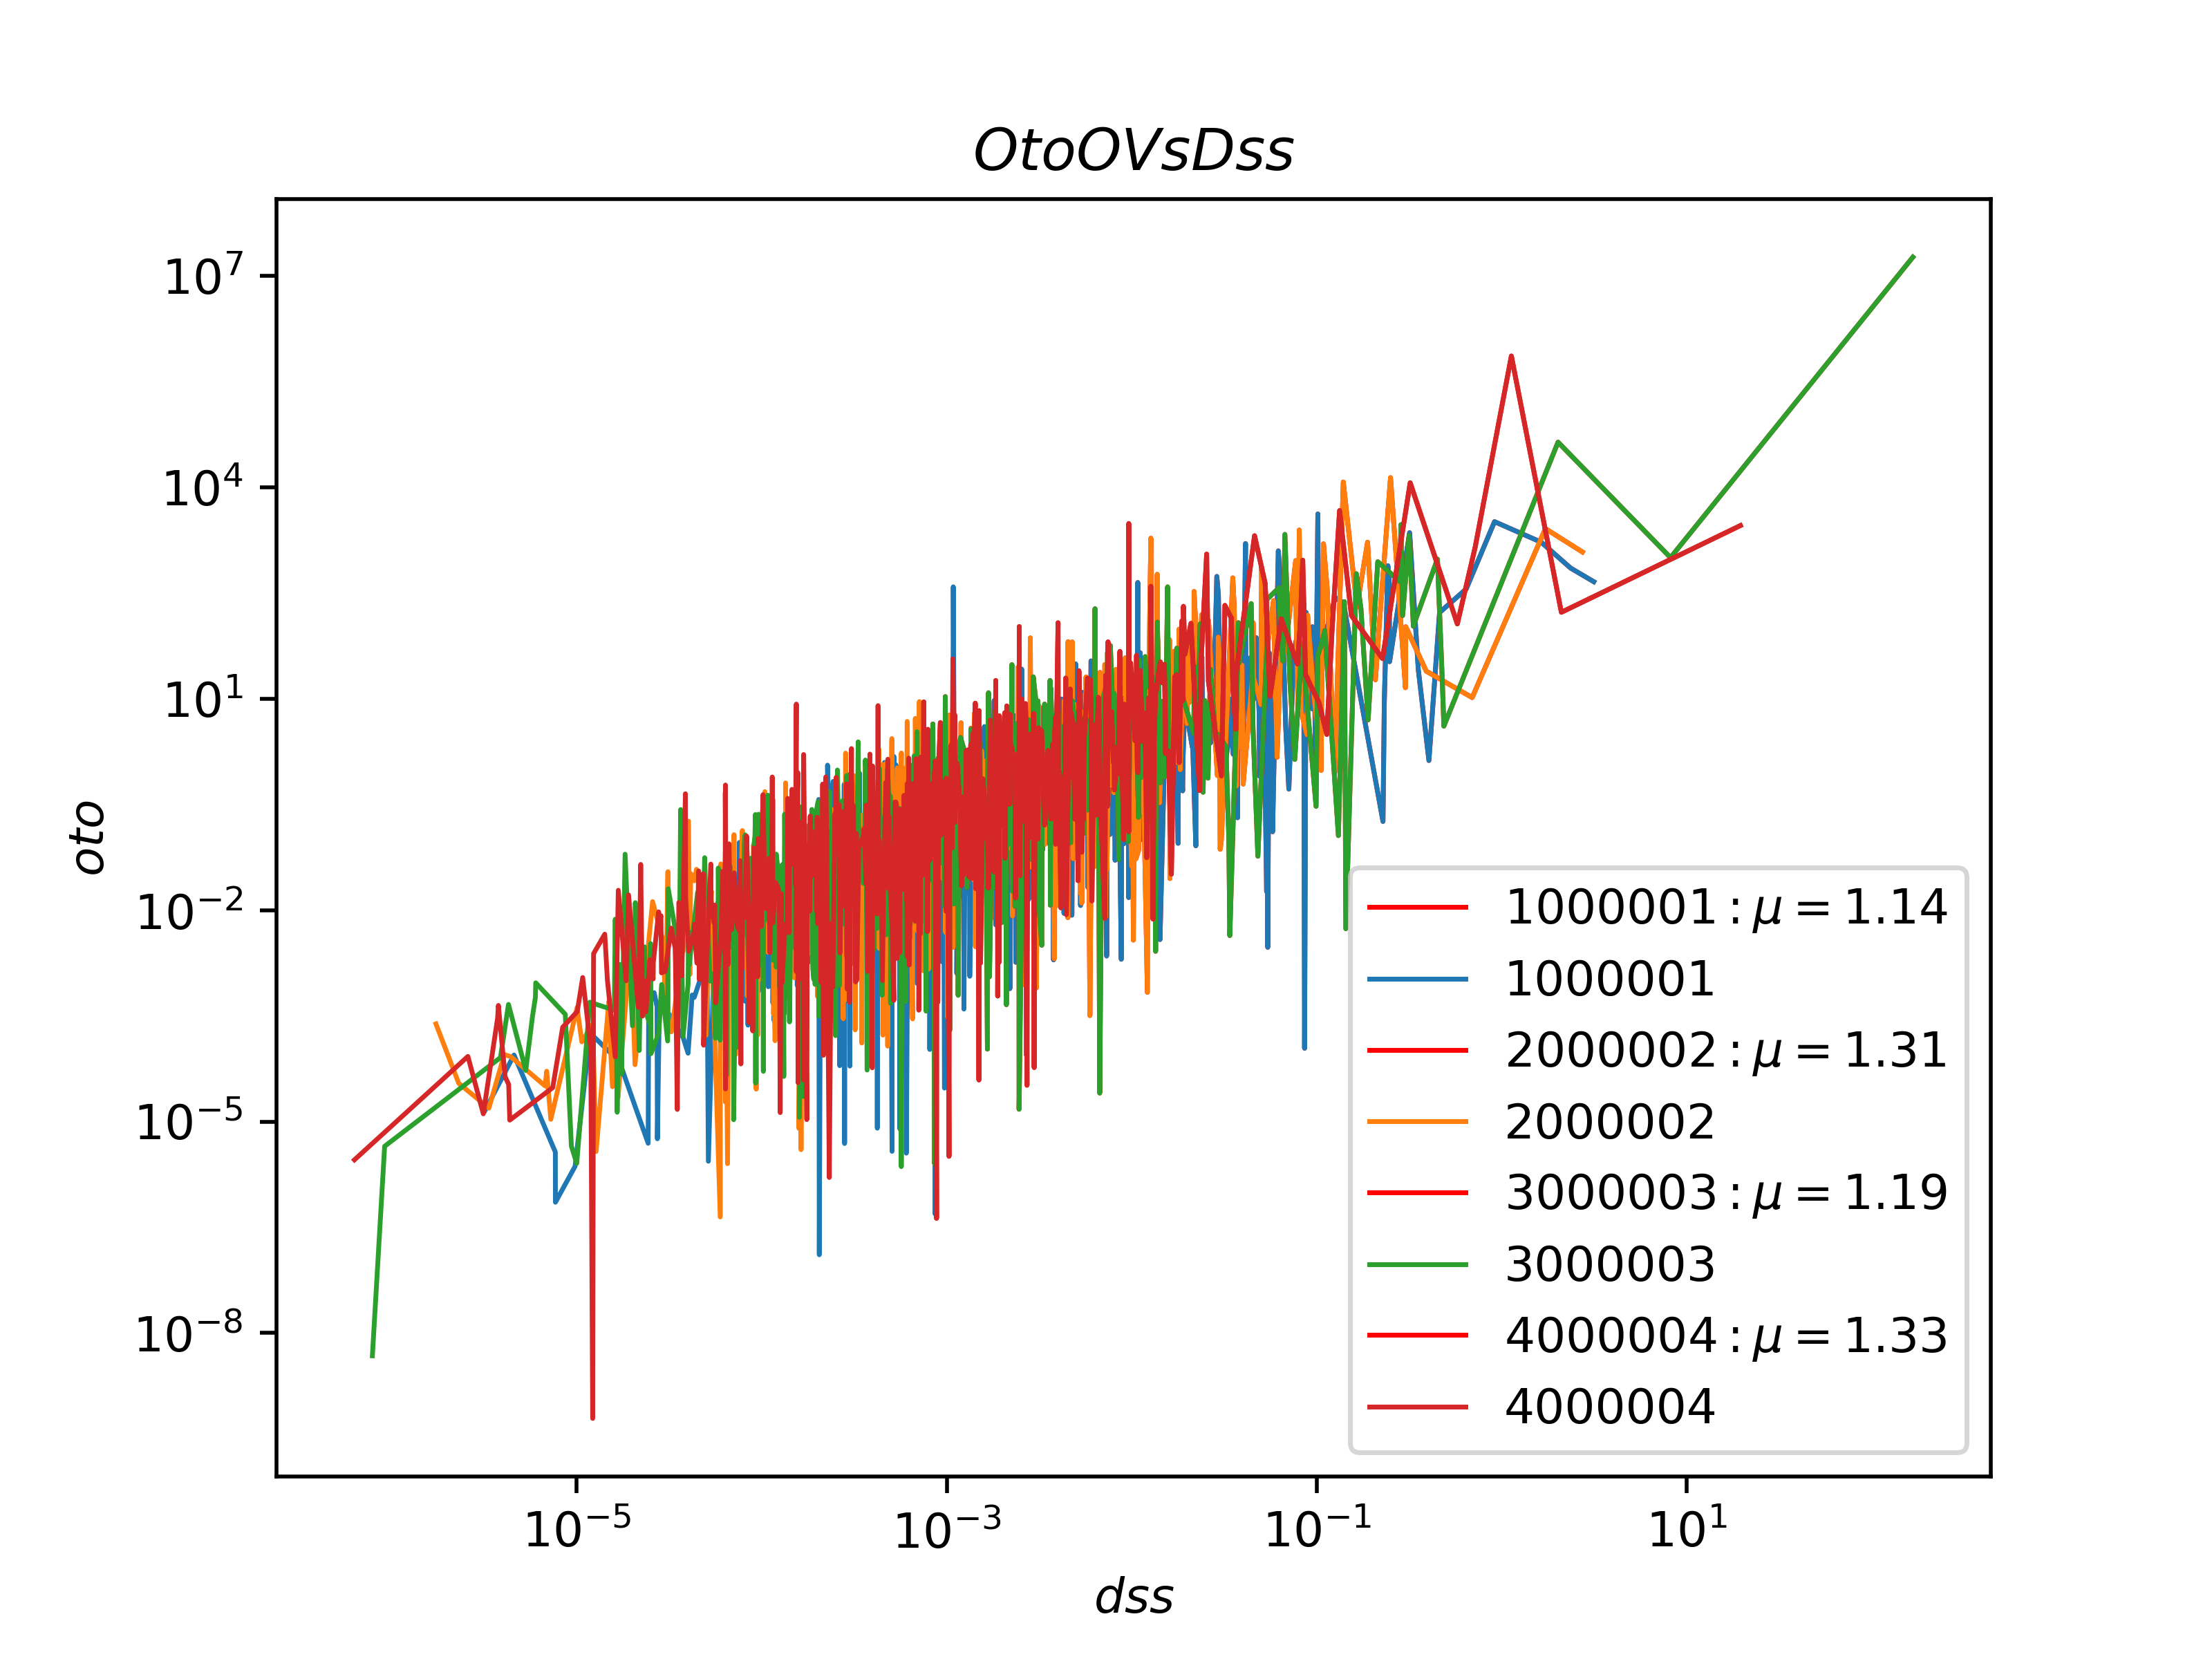 OtoOVsDss
10^7
10^4
10^1
10^−2
10^−5
10^−8
oto
1000001 : μ = 1.14
1000001
2000002 : μ = 1.31
2000002
3000003 : μ = 1.19
3000003
4000004 : μ = 1.33
4000004
10^−5 10^−3 10^−1 10^1
dss